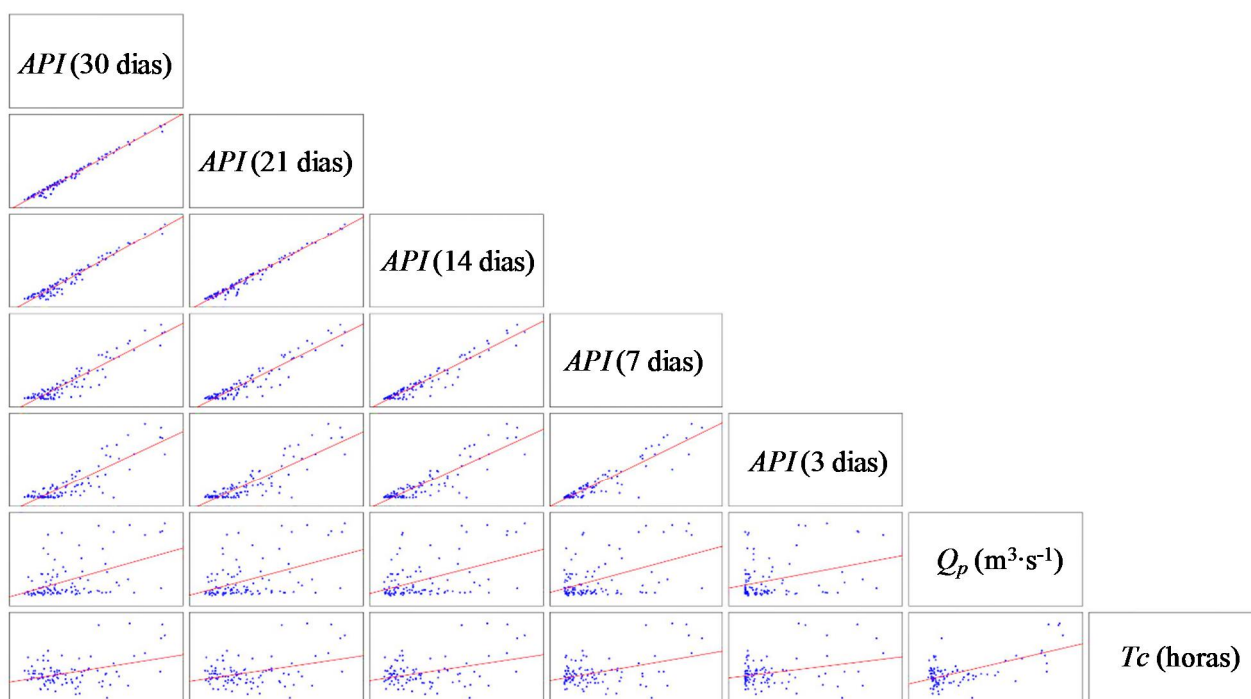 API (30 dias)
API (21 dias)
API (14 dias)
API (7 dias)
API (3 dias)
Qp (m³·s⁻¹)
Tc (horas)